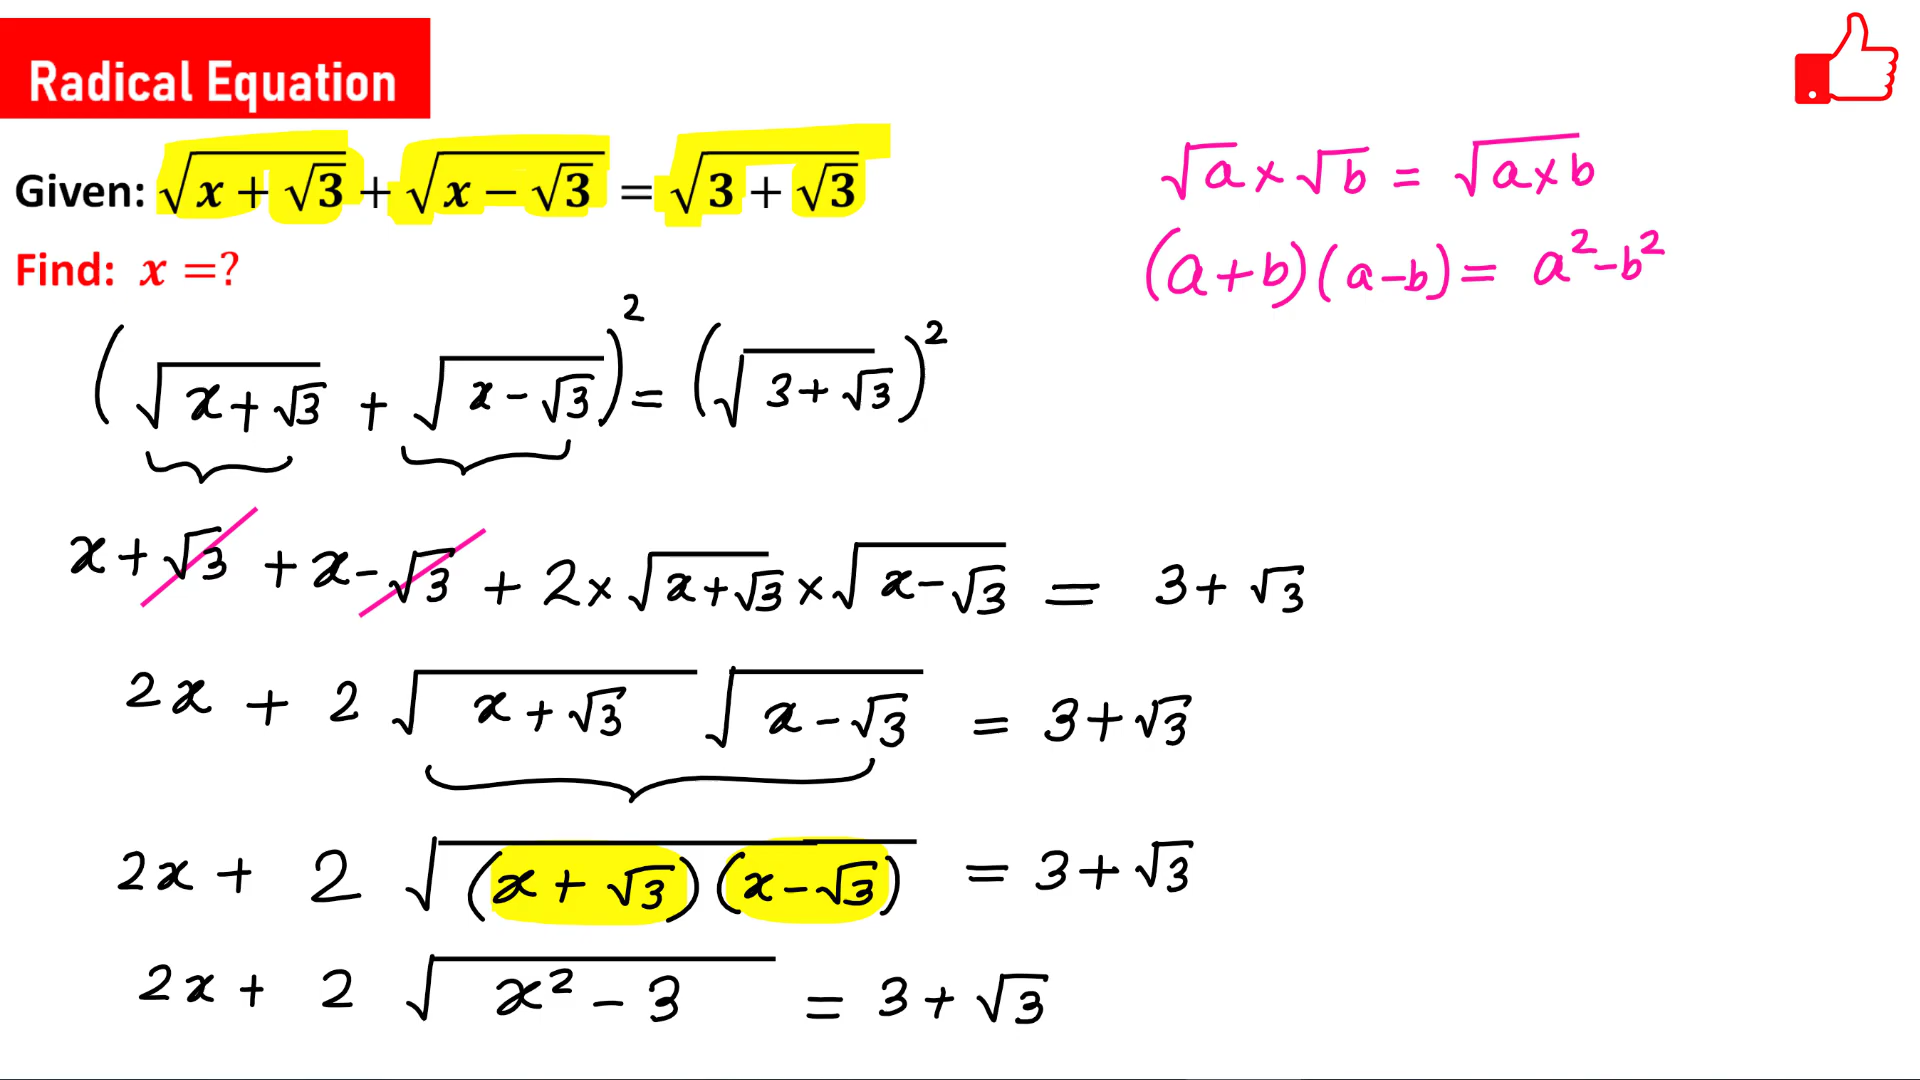 Radical Equation
Given: √(x + √3) + √(x − √3) = √(3 + √3)
Find: x =?
(√(x + √3) + √(x − √3))² = (√(3 + √3))²
x + √3 + x − √3 + 2 × √(x + √3) × √(x − √3) = 3 + √3
2x + 2 √(x + √3) √(x − √3) = 3 + √3
2x + 2 √((x + √3)(x − √3)) = 3 + √3
2x + 2 √(x² − 3) = 3 + √3
√a × √b = √(a × b)
(a + b)(a − b) = a² − b²